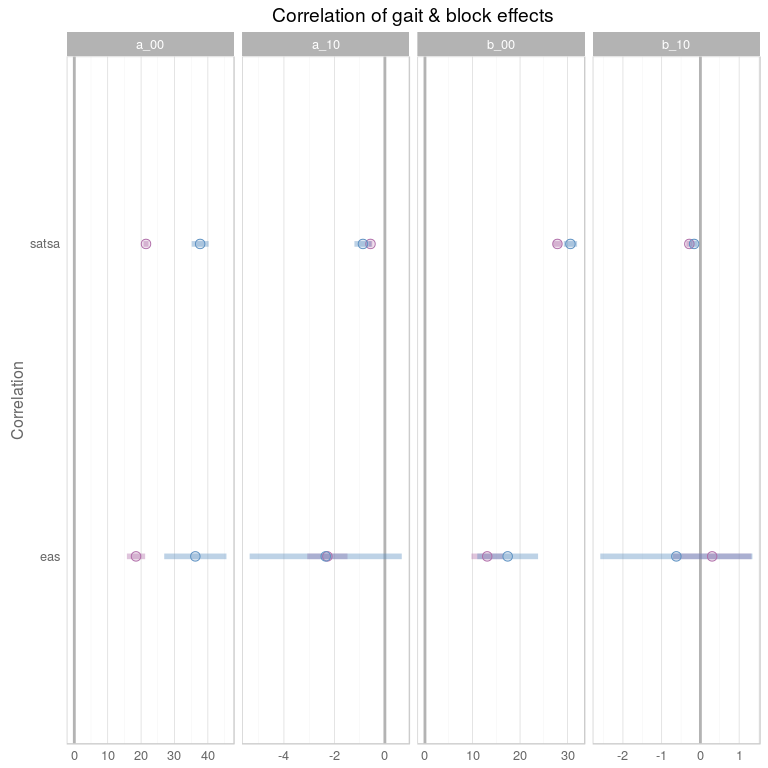 Correlation of gait & block effects
a_00 a_10 b_00 b_10
satsa
Correlation
eas
0 10 20 30 40 -4 -2 0 0 10 20 30 -2 -1 0 1